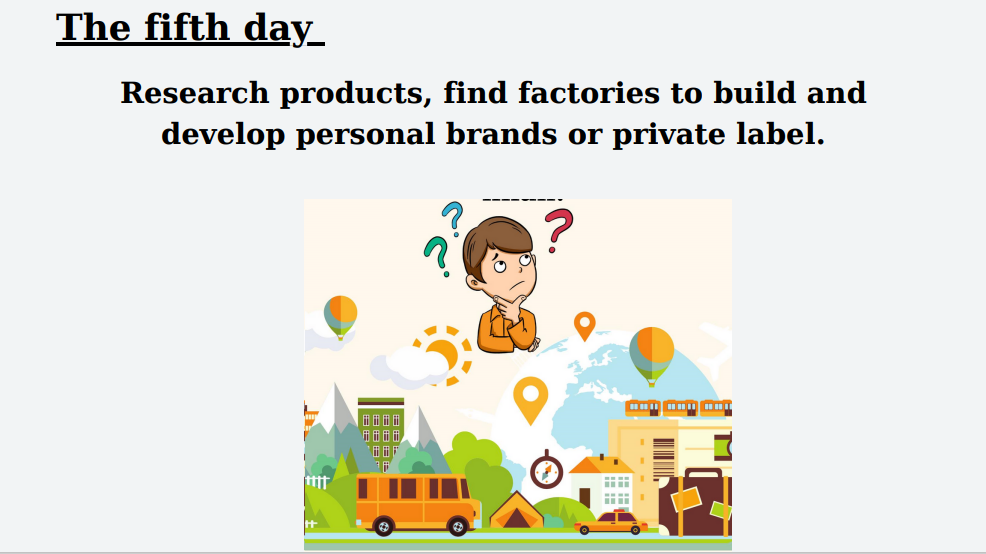 The fifth day
Research products, find factories to build and
develop personal brands or private label.